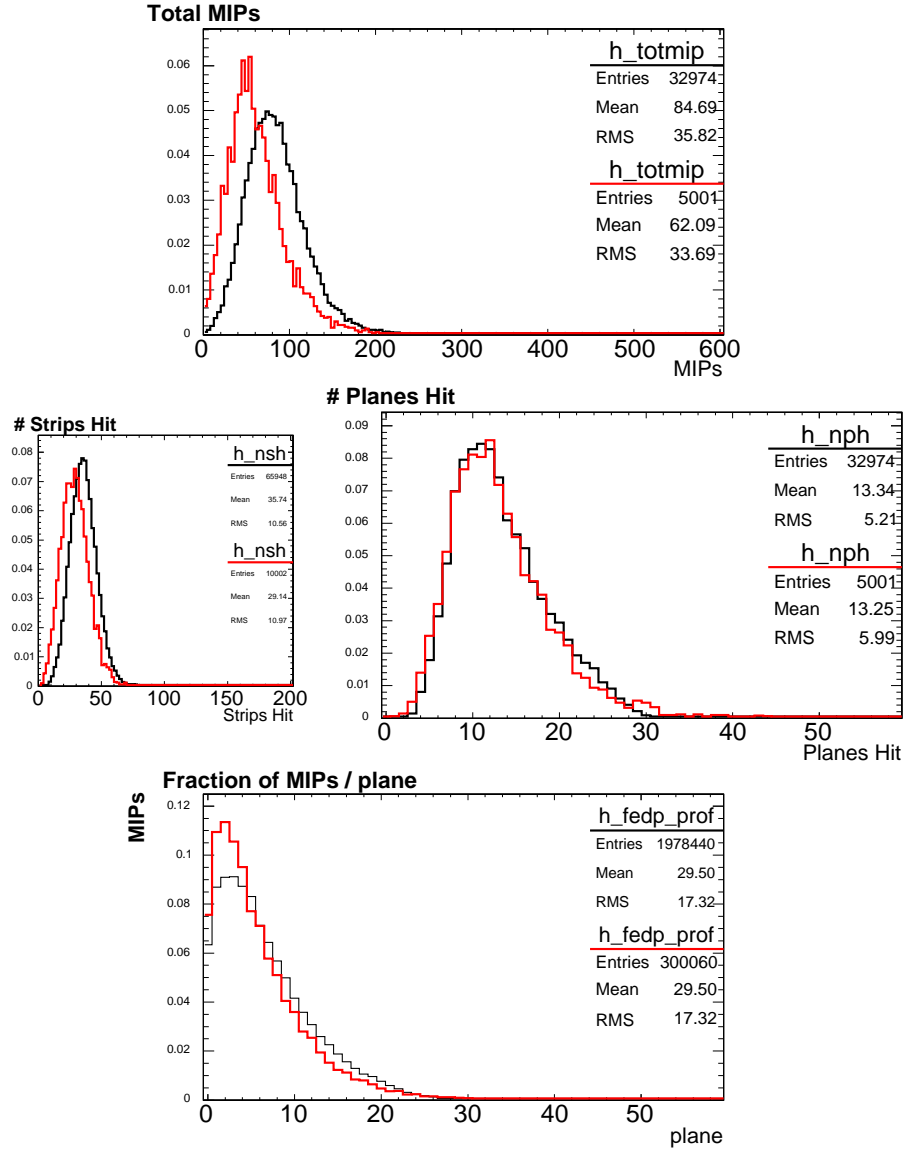 Total MIPs
h_totmip
Entries 32974
Mean 84.69
RMS 35.82
h_totmip
Entries 5001
Mean 62.09
RMS 33.69
0.06
0.05
0.04
0.03
0.02
0.01
0
0 100 200 300 400 500 600
MIPs
# Strips Hit
h_nsh
Entries 65948
Mean 35.74
RMS 10.56
h_nsh
Entries 10002
Mean 29.14
RMS 10.97
0.08
0.07
0.06
0.05
0.04
0.03
0.02
0.01
0
0 50 100 150 200
Strips Hit
# Planes Hit
h_nph
Entries 32974
Mean 13.34
RMS 5.21
h_nph
Entries 5001
Mean 13.25
RMS 5.99
0.09
0.08
0.07
0.06
0.05
0.04
0.03
0.02
0.01
0
0 10 20 30 40 50
Planes Hit
Fraction of MIPs / plane
MIPs
h_fedp_prof
Entries 1978440
Mean 29.50
RMS 17.32
h_fedp_prof
Entries 300060
Mean 29.50
RMS 17.32
0.12
0.1
0.08
0.06
0.04
0.02
0
0 10 20 30 40 50
plane